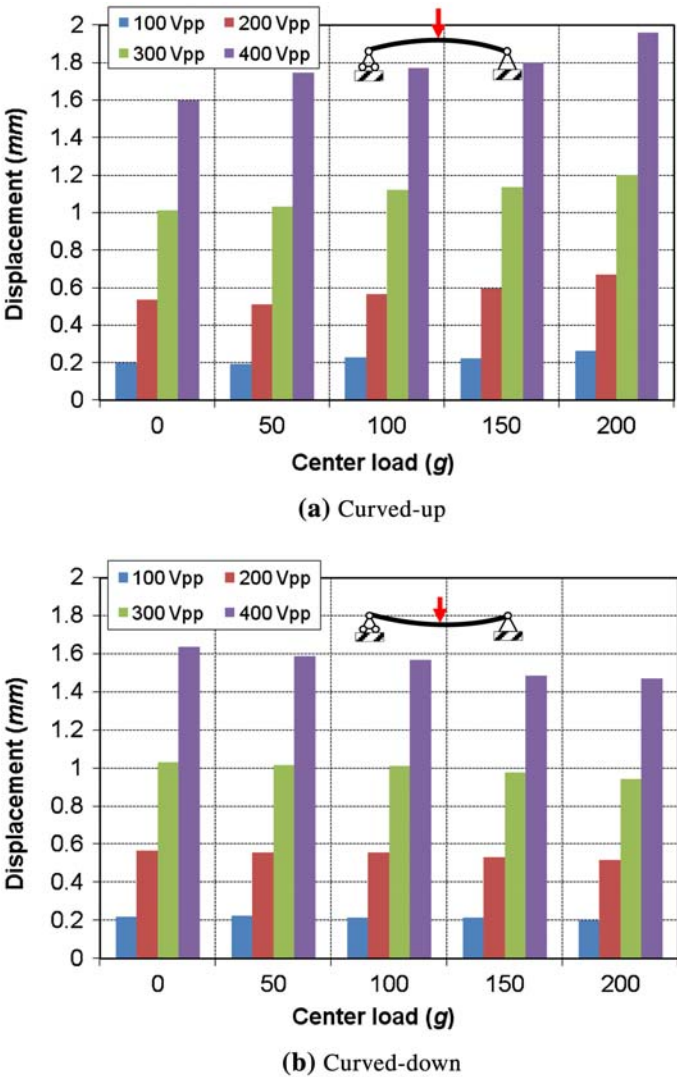 100 Vpp 200 Vpp
300 Vpp 400 Vpp
2
1.8
1.6
1.4
1.2
1
0.8
0.6
0.4
0.2
0
Displacement (mm)
0 50 100 150 200
Center load (g)
(a) Curved-up
100 Vpp 200 Vpp
300 Vpp 400 Vpp
2
1.8
1.6
1.4
1.2
1
0.8
0.6
0.4
0.2
0
Displacement (mm)
0 50 100 150 200
Center load (g)
(b) Curved-down